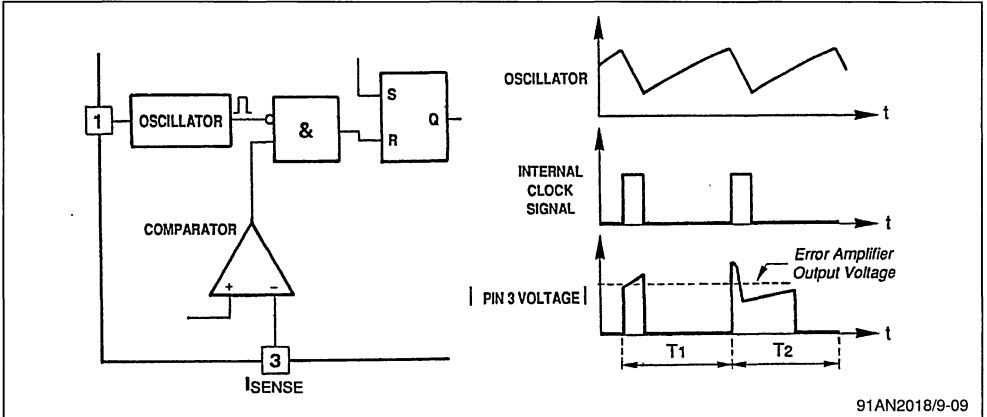 1
OSCILLATOR
&
S
R
Q
COMPARATOR
+
−
3
ISENSE
OSCILLATOR
t
INTERNAL
CLOCK
SIGNAL
t
Error Amplifier
Output Voltage
| PIN 3 VOLTAGE |
t
T1
T2
91AN2018/9-09